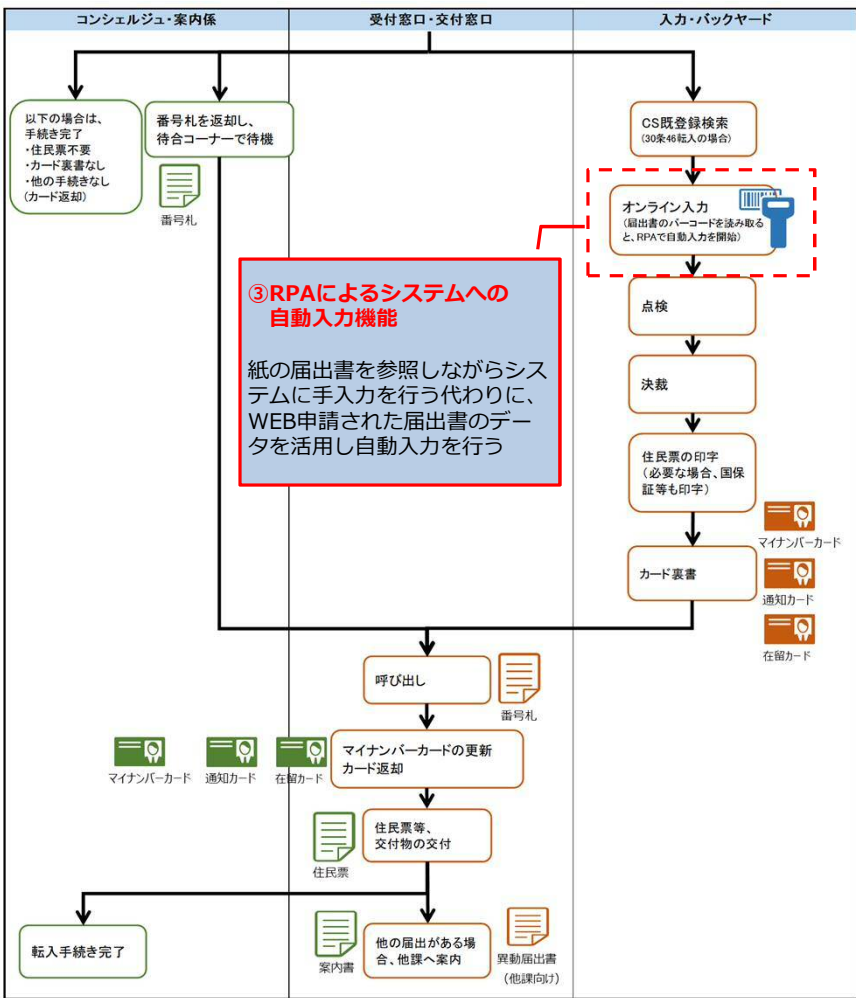 コンシェルジュ・案内係
受付窓口・交付窓口
入力・バックヤード
以下の場合は、
手続き完了
・住民票不要
・カード裏書なし
・他の手続きなし
（カード返却）
番号札を返却し、
待合コーナーで待機
番号札
CS既登録検索
（30条46転入の場合）
オンライン入力
（届出書のバーコードを読み取る
と、RPAで自動入力を開始）
③RPAによるシステムへの
自動入力機能
紙の届出書を参照しながらシス
テムに手入力を行う代わりに、
WEB申請された届出書のデー
タを活用し自動入力を行う
点検
決裁
住民票の印字
（必要な場合、国保
証等も印字）
マイナンバーカード
カード裏書
通知カード
在留カード
呼び出し
番号札
マイナンバーカードの更新
カード返却
マイナンバーカード
通知カード
在留カード
住民票等、
交付物の交付
住民票
転入手続き完了
案内書
他の届出がある場
合、他課へ案内
異動届出書
（他課向け）